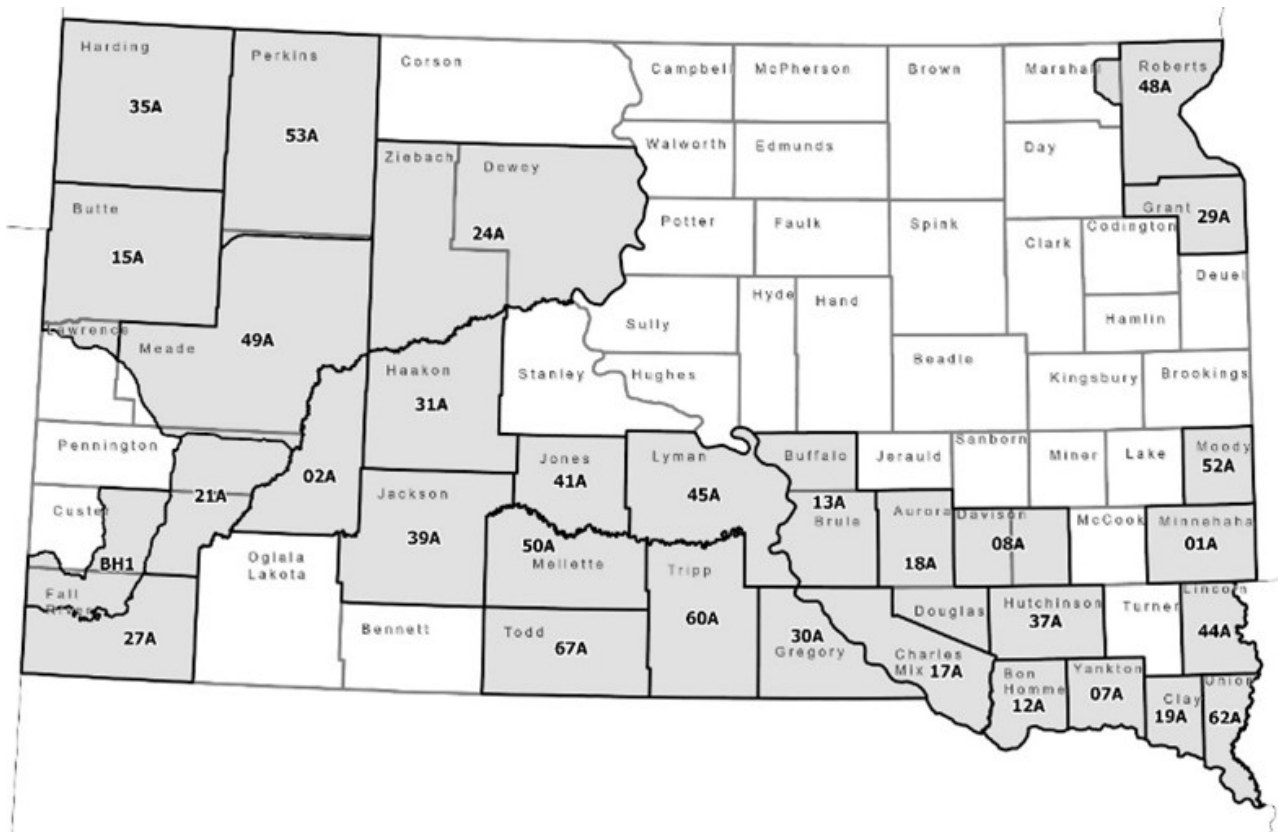 Harding
35A
Perkins
53A
Corson
Campbell
McPherson
Brown
Marshall
Roberts
48A
Walworth
Edmunds
Day
Ziebach
Dewey
24A
Butte
15A
Potter
Faulk
Spink
Clark
Codington
Grant
29A
Deuel
Hamlin
Lawrence
Meade
49A
Sully
Hyde
Hand
Beadle
Kingsbury
Brookings
Haakon
31A
Stanley
Hughes
Pennington
21A
02A
Jones
41A
Lyman
45A
Buffalo
13A
Brule
Jerauld
Sanborn
Miner
Lake
Moody
52A
Custer
BH1
Jackson
39A
50A
Mellette
Aurora
18A
Davison
08A
McCook
Minnehaha
01A
Oglala
Lakota
Fall
River
27A
Bennett
Todd
67A
Tripp
60A
30A
Gregory
Douglas
Charles
Mix 17A
Hutchinson
37A
Turner
Lincoln
44A
Bon
Homme
12A
Yankton
07A
Clay
19A
Union
62A